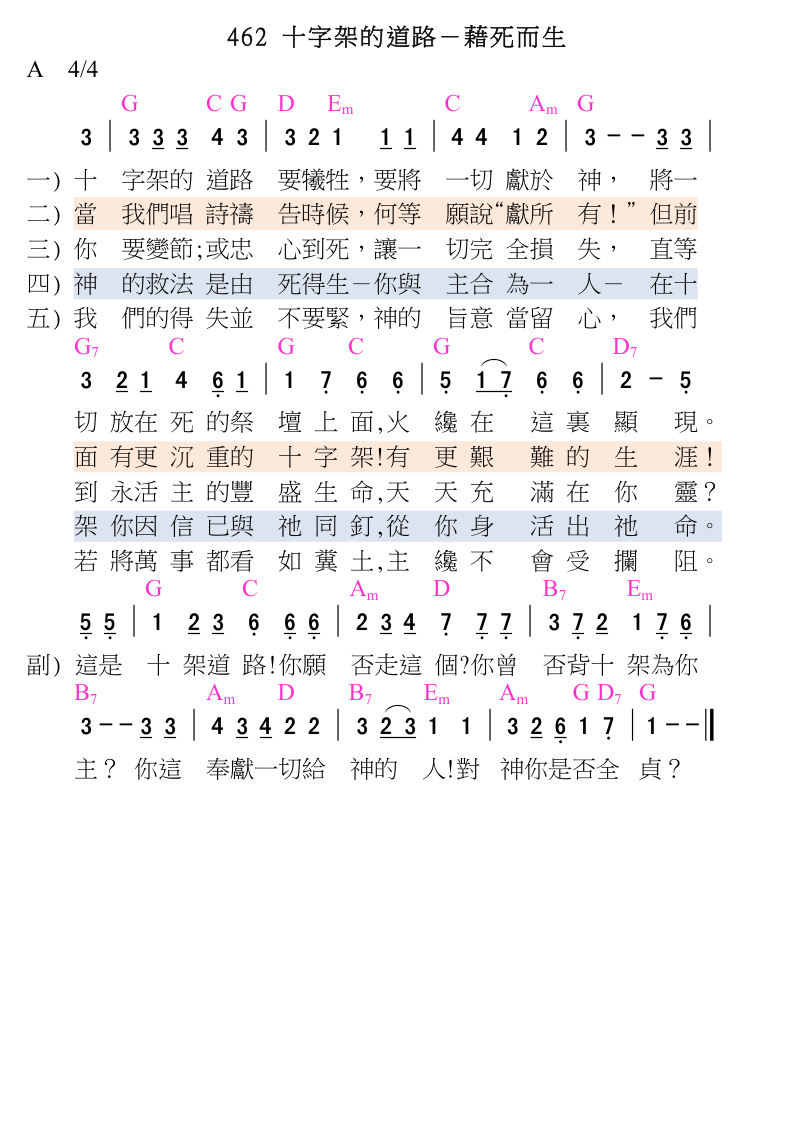 462 十字架的道路－藉死而生
A 4/4
G C G D Em C Am G
3 | 3 3 3 4 3 | 3 2 1 1 1 | 4 4 1 2 | 3 － － 3 3 |
一) 十 字架的 道路 要犧牲，要將 一切 獻於 神， 將一
二) 當 我們唱 詩禱 告時候，何等 願說“獻所 有！” 但前
三) 你 要變節;或忠 心到死，讓一 切完 全損 失， 直等
四) 神 的救法 是由 死得生－你與 主合 為一 人－ 在十
五) 我 們的得 失並 不要緊，神的 旨意 當留 心， 我們
G7 C G C G C D7
3 2 1 4 6 1 | 1 7 6 6 | 5 1 7 6 6 | 2 － 5
切 放在 死 的祭 壇 上 面,火 纔 在 這 裏 顯 現。
面 有更 沉 重的 十 字 架!有 更 艱 難 的 生 涯！
到 永活 主 的豐 盛 生 命,天 天 充 滿 在 你 靈？
架 你因 信 已與 祂 同 釘,從 你 身 活 出 祂 命。
若 將萬 事 都看 如 糞 土,主 纔 不 會 受 攔 阻。
G C Am D B7 Em
5 5 | 1 2 3 6 6 6 | 2 3 4 7 7 7 | 3 7 2 1 7 6 |
副) 這是 十 架道 路!你願 否走這 個?你曾 否背十 架為你
B7 Am D B7 Em Am G D7 G
3 － － 3 3 | 4 3 4 2 2 | 3 2 3 1 1 | 3 2 6 1 7 | 1 － － ‖
主？ 你這 奉獻一切給 神的 人!對 神你是否全 貞？